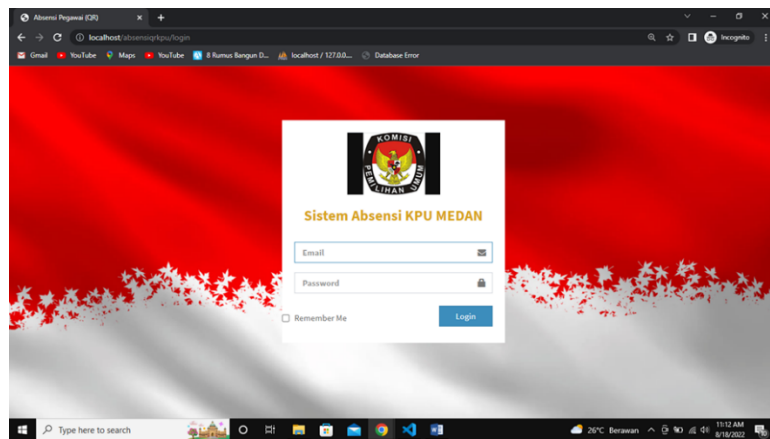 Absensi Pegawai (QR)
localhost/absensiqrkpu/login
Incognito
Gmail YouTube Maps YouTube 8 Rumus Bangun D... localhost / 127.0.0... Database Error
KOMISI
PEMILIHAN UMUM
Sistem Absensi KPU MEDAN
Email
Password
Remember Me
Login
Type here to search
26°C Berawan
11:12 AM
8/18/2022